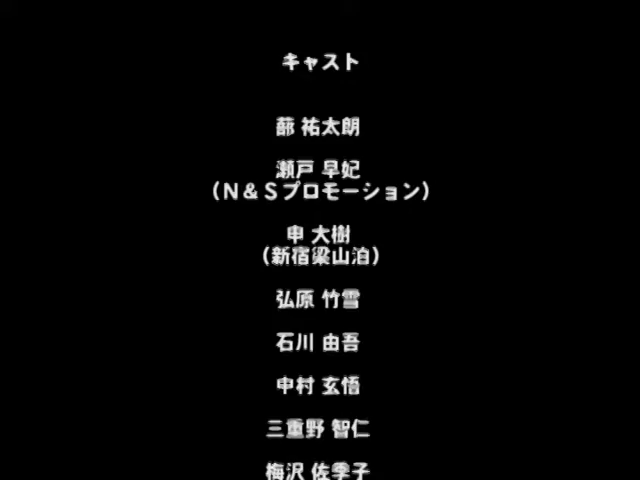 キャスト
祐太朗
瀬戸 早妃
（Ｎ＆Ｓプロモーション）
申 大樹
（新宿梁山泊）
弘原 竹雪
石川 由吾
中村 玄悟
三重野 智仁
梅沢 佐季子